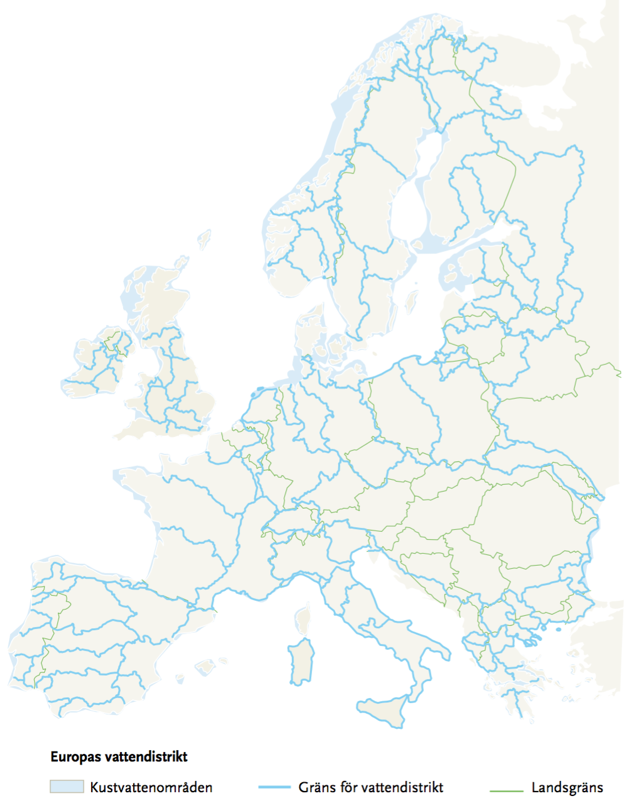 Europas vattendistrikt
Kustvattenområden Gräns för vattendistrikt Landsgräns